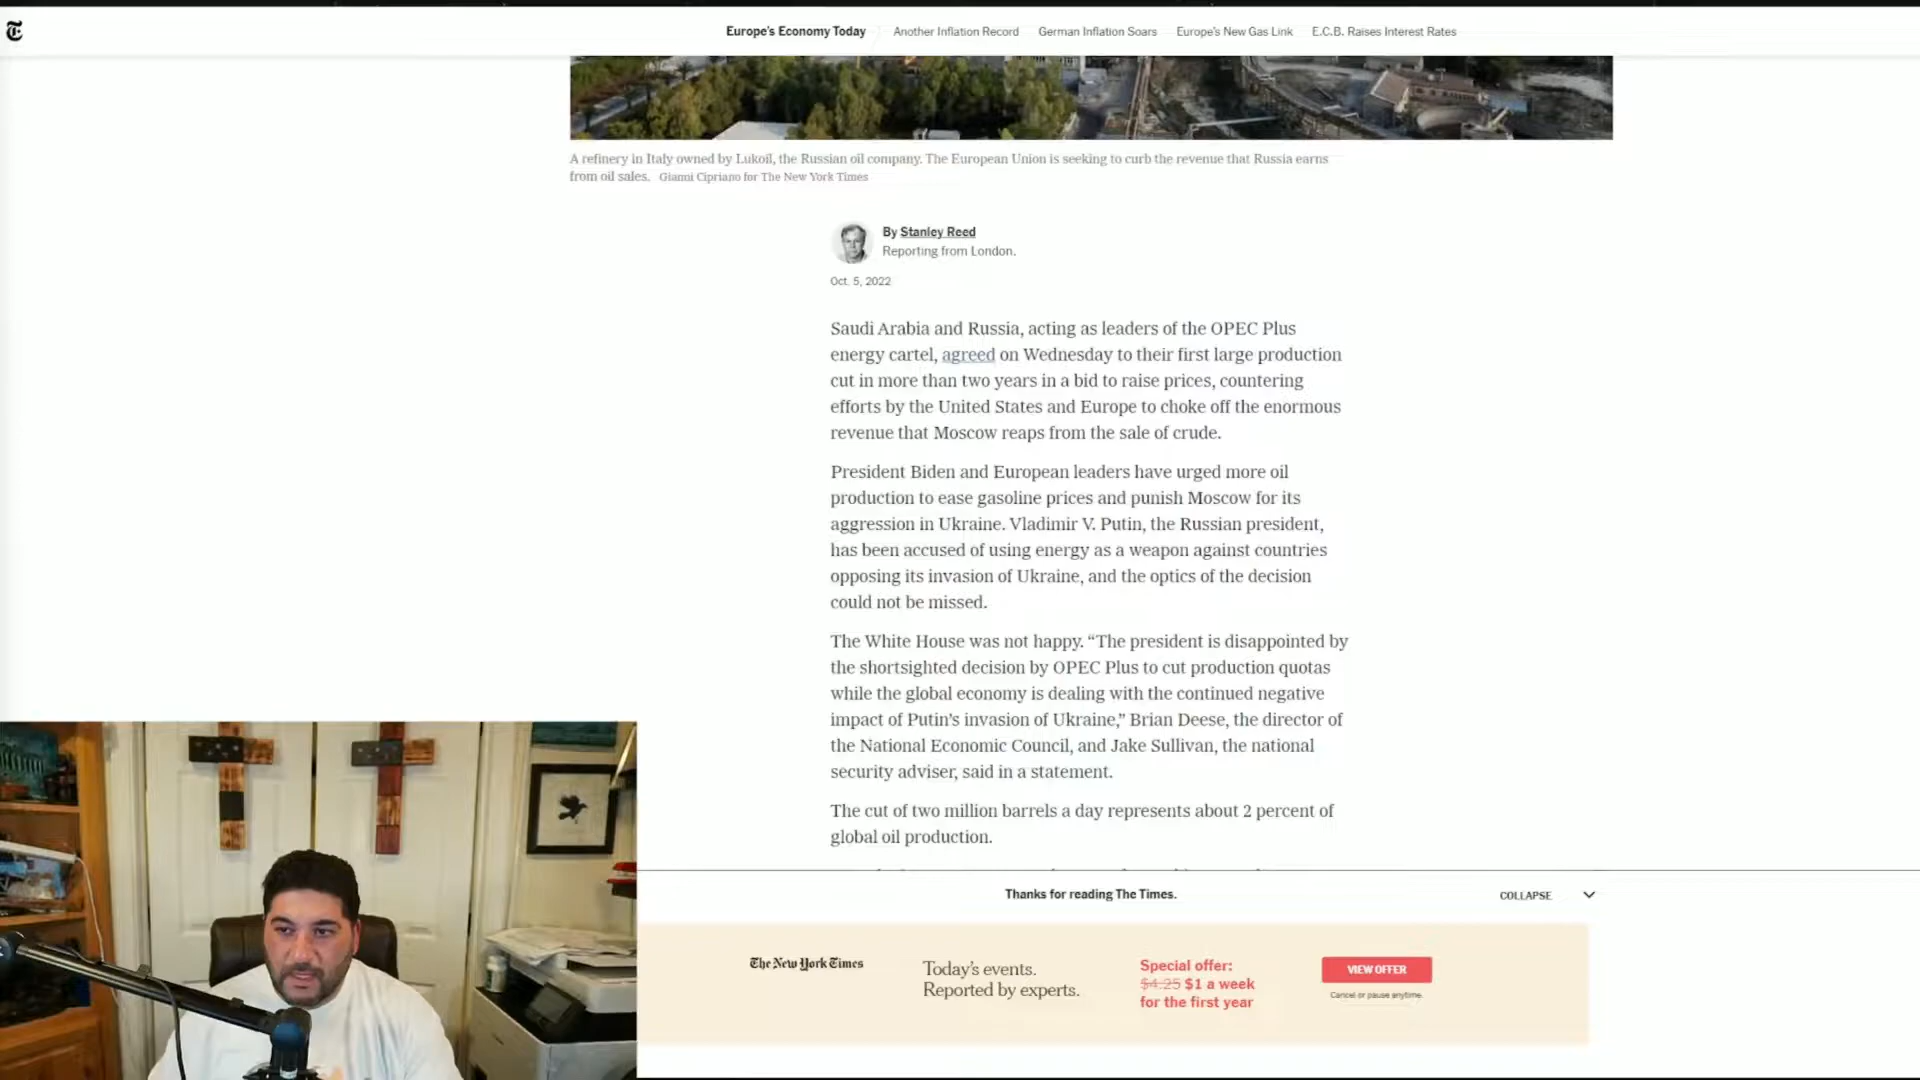 Europe's Economy Today
Another Inflation Record
German Inflation Soars
Europe's New Gas Link
E.C.B. Raises Interest Rates
A refinery in Italy owned by Lukoil, the Russian oil company. The European Union is seeking to curb the revenue that Russia earns
from oil sales. Gianni Cipriano for The New York Times
By Stanley Reed
Reporting from London.
Oct. 5, 2022
Saudi Arabia and Russia, acting as leaders of the OPEC Plus
energy cartel, agreed on Wednesday to their first large production
cut in more than two years in a bid to raise prices, countering
efforts by the United States and Europe to choke off the enormous
revenue that Moscow reaps from the sale of crude.
President Biden and European leaders have urged more oil
production to ease gasoline prices and punish Moscow for its
aggression in Ukraine. Vladimir V. Putin, the Russian president,
has been accused of using energy as a weapon against countries
opposing its invasion of Ukraine, and the optics of the decision
could not be missed.
The White House was not happy. “The president is disappointed by
the shortsighted decision by OPEC Plus to cut production quotas
while the global economy is dealing with the continued negative
impact of Putin's invasion of Ukraine,” Brian Deese, the director of
the National Economic Council, and Jake Sullivan, the national
security adviser, said in a statement.
The cut of two million barrels a day represents about 2 percent of
global oil production.
Thanks for reading The Times.
COLLAPSE
The New York Times
Today's events.
Reported by experts.
Special offer:
$4.25 $1 a week
for the first year
VIEW OFFER
Cancel or pause anytime.